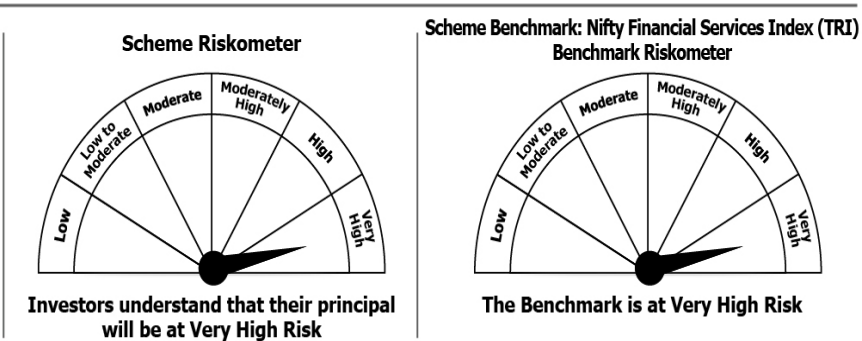 Scheme Riskometer
Low
Low to
Moderate
Moderate
Moderately
High
High
Very
High
Investors understand that their principal
will be at Very High Risk
Scheme Benchmark: Nifty Financial Services Index (TRI)
Benchmark Riskometer
Low
Low to
Moderate
Moderate
Moderately
High
High
Very
High
The Benchmark is at Very High Risk